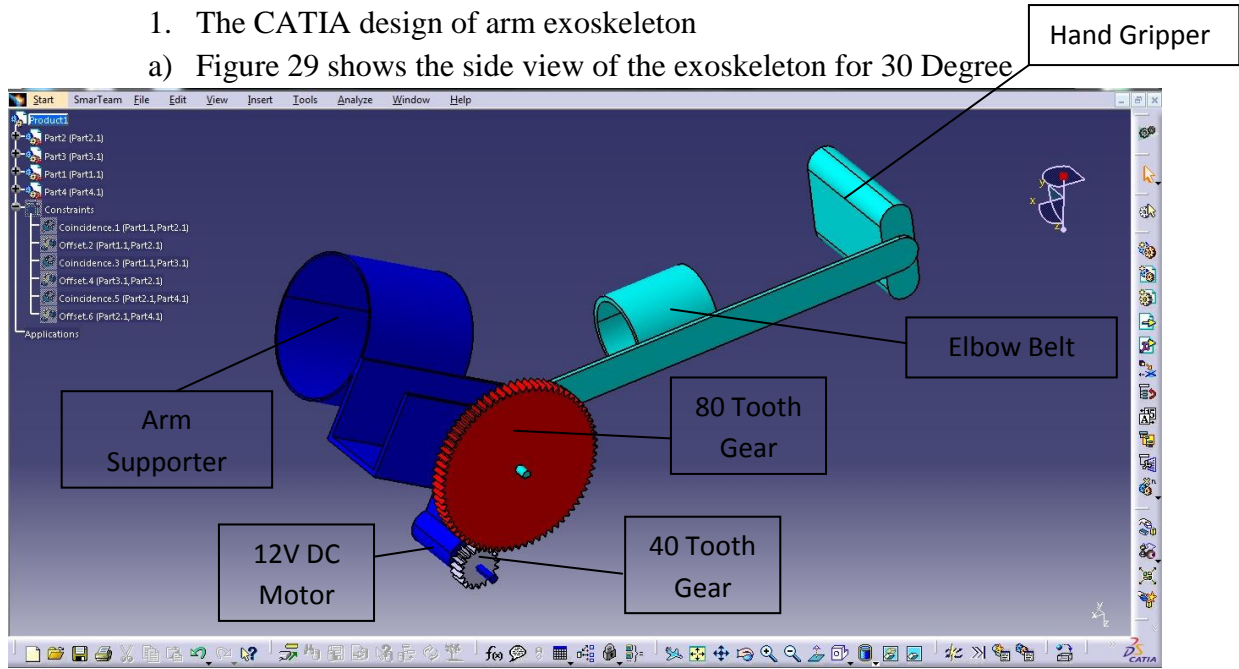 1. The CATIA design of arm exoskeleton
a) Figure 29 shows the side view of the exoskeleton for 30 Degree
Hand Gripper
Start SmarTeam File Edit View Insert Tools Analyze Window Help
Product1
Part2 (Part2.1)
Part3 (Part3.1)
Part1 (Part1.1)
Part4 (Part4.1)
Constraints
Coincidence.1 (Part1.1,Part2.1)
Offset.2 (Part1.1,Part2.1)
Coincidence.3 (Part1.1,Part3.1)
Offset.4 (Part3.1,Part2.1)
Coincidence.5 (Part2.1,Part4.1)
Offset.6 (Part2.1,Part4.1)
Applications
y
x
z
Elbow Belt
Arm
Supporter
80 Tooth
Gear
12V DC
Motor
40 Tooth
Gear
y
x
z
f(x)
CATIA